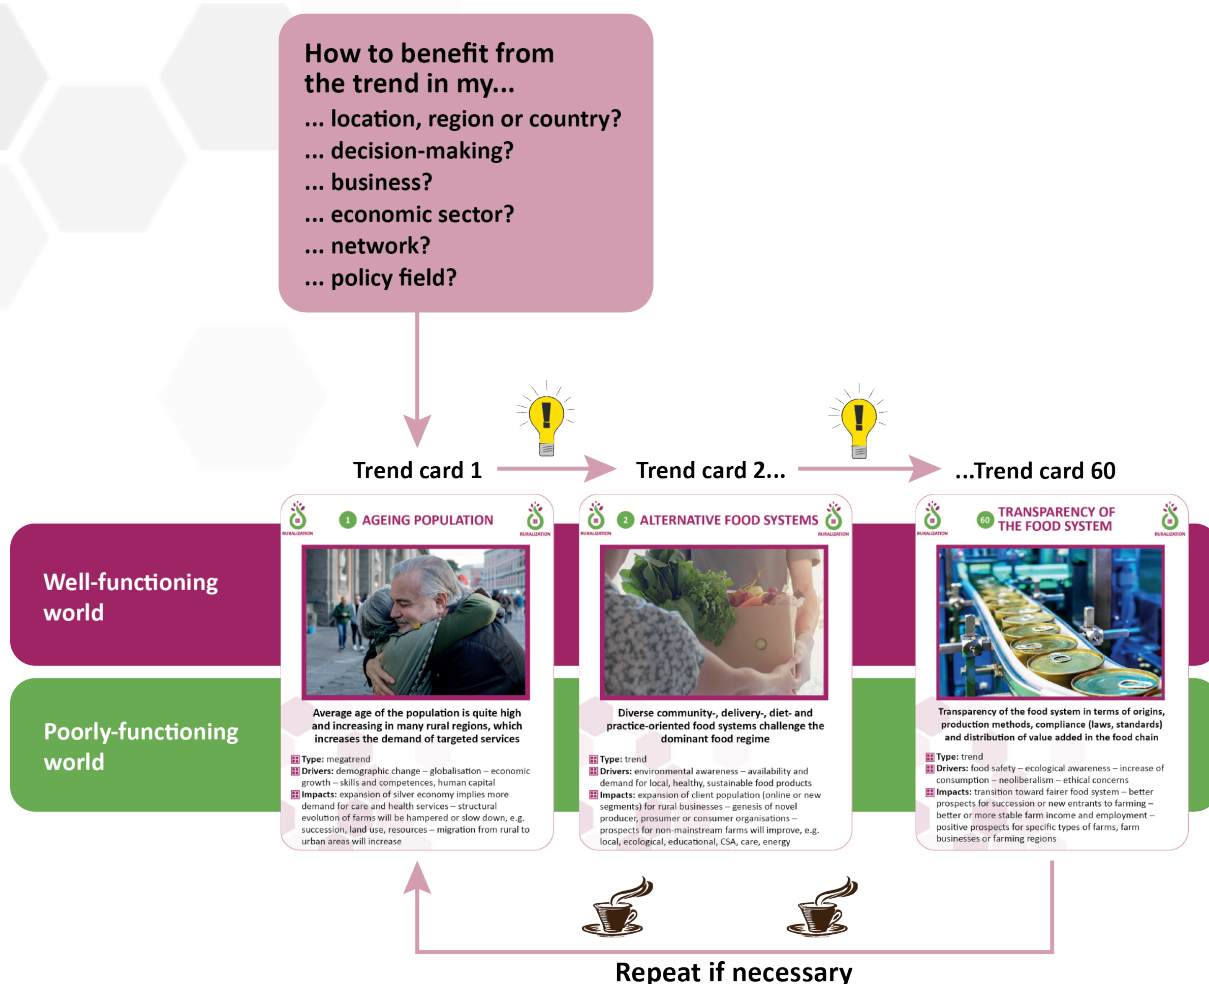 How to benefit from
the trend in my...
... location, region or country?
... decision-making?
... business?
... economic sector?
... network?
... policy field?
Trend card 1
Trend card 2...
...Trend card 60
Well-functioning
world
Poorly-functioning
world
RURALIZATION
1 AGEING POPULATION
RURALIZATION
Average age of the population is quite high
and increasing in many rural regions, which
increases the demand of targeted services
Type: megatrend
Drivers: demographic change – globalisation – economic
growth – skills and competences, human capital
Impacts: expansion of silver economy implies more
demand for care and health services – structural
evolution of farms will be hampered or slow down, e.g.
succession, land use, resources – migration from rural to
urban areas will increase
RURALIZATION
2 ALTERNATIVE FOOD SYSTEMS
RURALIZATION
Diverse community-, delivery-, diet- and
practice-oriented food systems challenge the
dominant food regime
Type: trend
Drivers: environmental awareness – availability and
demand for local, healthy, sustainable food products
Impacts: expansion of client population (online or new
segments) for rural businesses – genesis of novel
producer, prosumer or consumer organisations –
prospects for non-mainstream farms will improve, e.g.
local, ecological, educational, CSA, care, energy
RURALIZATION
60 TRANSPARENCY OF
THE FOOD SYSTEM
RURALIZATION
Transparency of the food system in terms of origins,
production methods, compliance (laws, standards)
and distribution of value added in the food chain
Type: trend
Drivers: food safety – ecological awareness – increase of
consumption – neoliberalism – ethical concerns
Impacts: transition toward fairer food system – better
prospects for succession or new entrants to farming –
better or more stable farm income and employment –
positive prospects for specific types of farms, farm
businesses or farming regions
Repeat if necessary